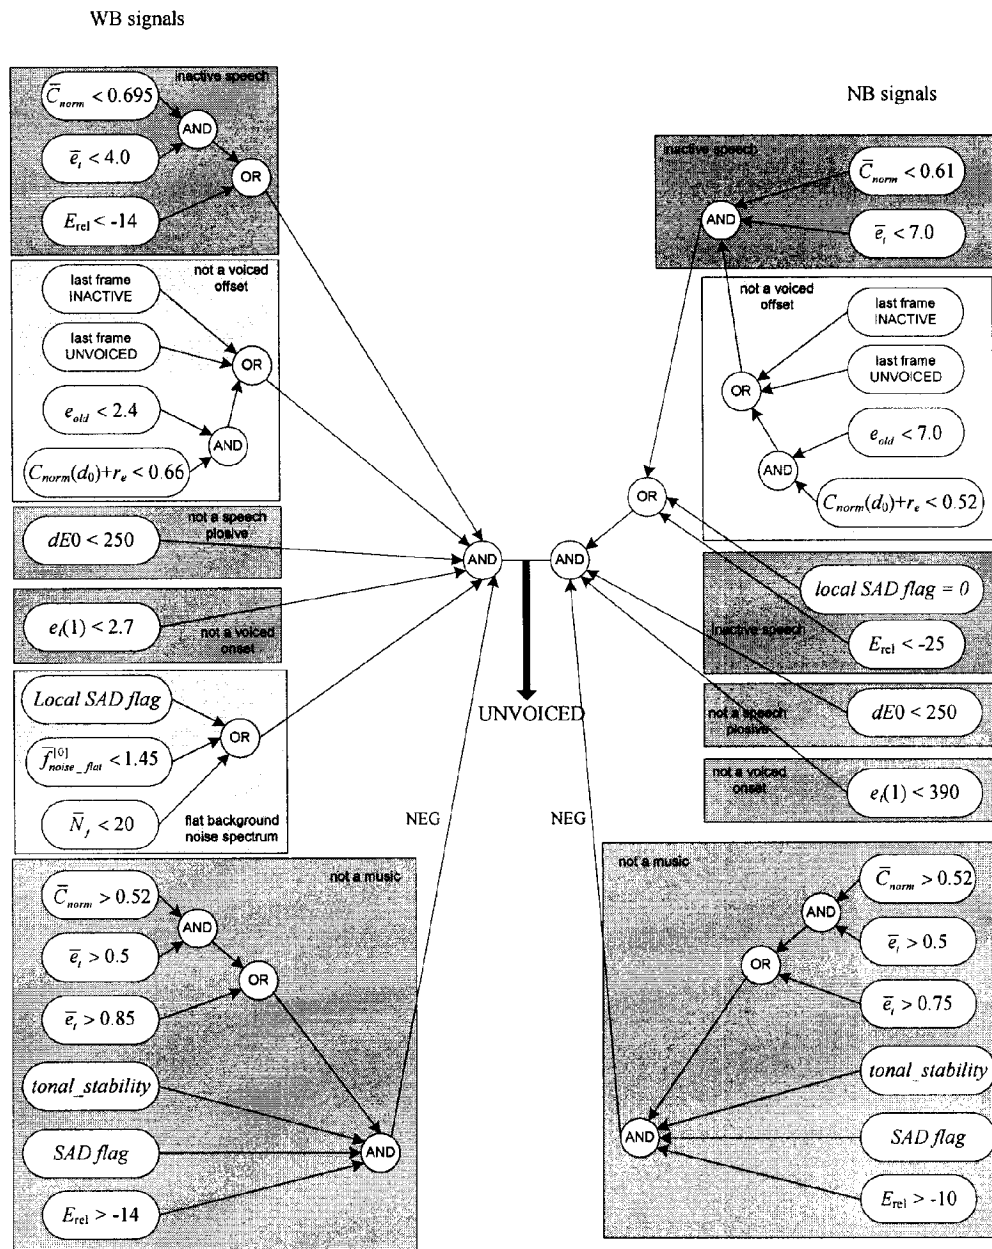 WB signals
inactive speech
C̅norm < 0.695
AND
e̅t < 4.0
OR
Erel < -14
not a voiced
offset
last frame
INACTIVE
last frame
UNVOICED
OR
eold < 2.4
AND
Cnorm(d0)+re < 0.66
not a speech
plosive
dE0 < 250
AND
et(1) < 2.7
not a voiced
onset
Local SAD flag
OR
f̅[0]noise_flat < 1.45
N̅f < 20
flat background
noise spectrum
NEG
not a music
C̅norm > 0.52
AND
e̅t > 0.5
OR
e̅t > 0.85
tonal_stability
SAD flag
AND
Erel > -14
UNVOICED
NB signals
inactive speech
C̅norm < 0.61
AND
e̅t < 7.0
not a voiced
offset
last frame
INACTIVE
last frame
UNVOICED
OR
eold < 7.0
AND
Cnorm(d0)+re < 0.52
OR
AND
local SAD flag = 0
inactive speech
Erel < -25
not a speech
plosive
dE0 < 250
not a voiced
onset
et(1) < 390
NEG
not a music
C̅norm > 0.52
AND
e̅t > 0.5
OR
e̅t > 0.75
tonal_stability
AND
SAD flag
Erel > -10